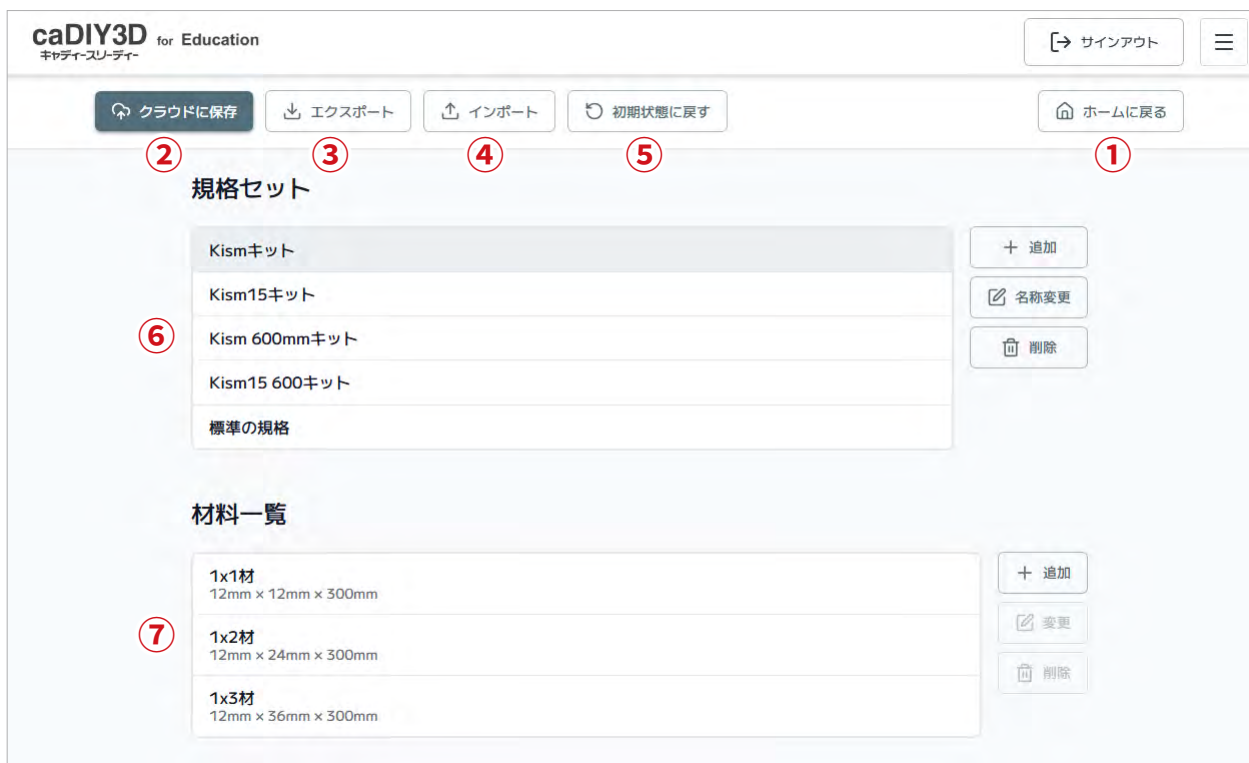 caDIY3D for Education
キャディースリーディー
サインアウト
クラウドに保存 エクスポート インポート 初期状態に戻す ホームに戻る
② ③ ④ ⑤ ①
規格セット
Kismキット
Kism15キット
Kism 600mmキット
Kism15 600キット
標準の規格
⑥
追加
名称変更
削除
材料一覧
1x1材
12mm × 12mm × 300mm
1x2材
12mm × 24mm × 300mm
1x3材
12mm × 36mm × 300mm
⑦
追加
変更
削除